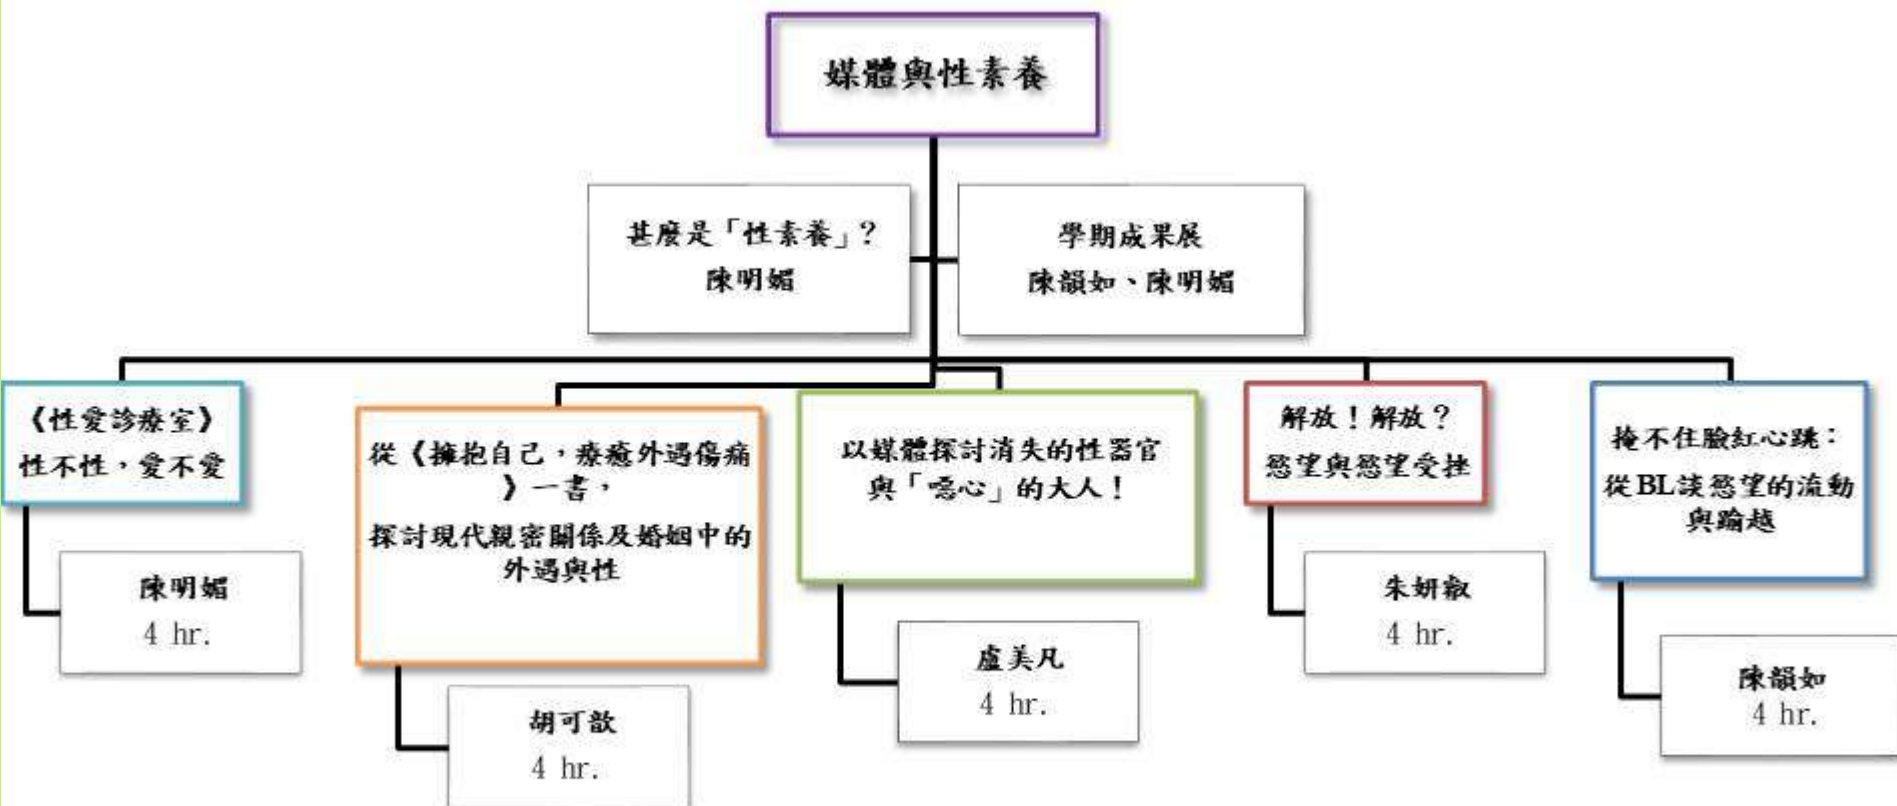 媒體與性素養
甚麼是「性素養」?
陳明媚
學期成果展
陳韻如、陳明媚
《性愛診療室》
性不性，愛不愛
陳明媚
4 hr.
從《擁抱自己，療癒外遇傷痛
》一書，
探討現代親密關係及婚姻中的
外遇與性
胡可歆
4 hr.
以媒體探討消失的性器官
與「噁心」的大人！
盧美凡
4 hr.
解放！解放？
慾望與慾望受挫
朱妍叡
4 hr.
掩不住臉紅心跳：
從BL談慾望的流動
與踰越
陳韻如
4 hr.